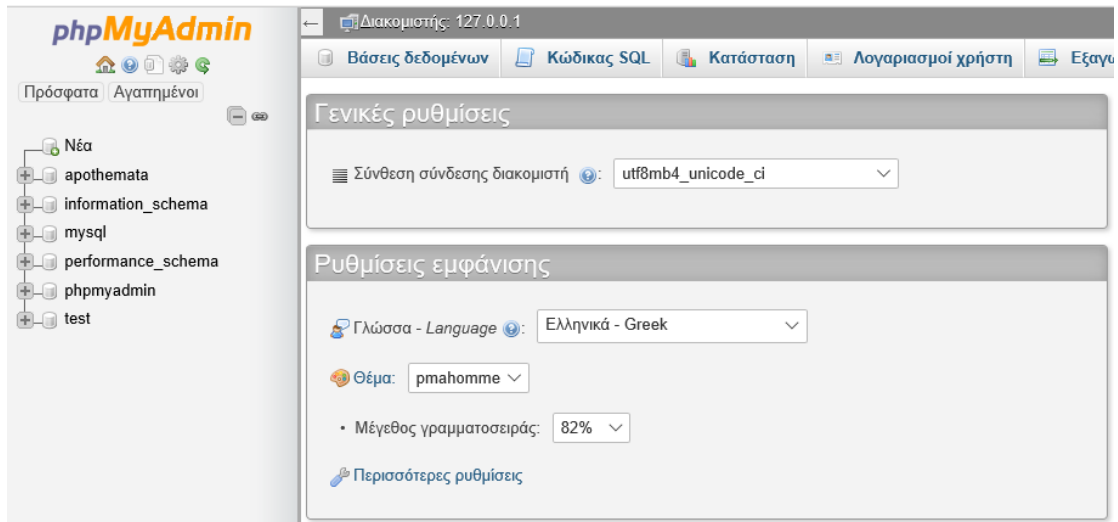 phpMyAdmin
Πρόσφατα Αγαπημένοι
Νέα
apothemata
information_schema
mysql
performance_schema
phpmyadmin
test
← Διακομιστής: 127.0.0.1
Βάσεις δεδομένων Κώδικας SQL Κατάσταση Λογαριασμοί χρήστη Εξαγω
Γενικές ρυθμίσεις
Σύνθεση σύνδεσης διακομιστή : utf8mb4_unicode_ci
Ρυθμίσεις εμφάνισης
Γλώσσα - Language : Ελληνικά - Greek
Θέμα: pmahomme
• Μέγεθος γραμματοσειράς: 82%
Περισσότερες ρυθμίσεις